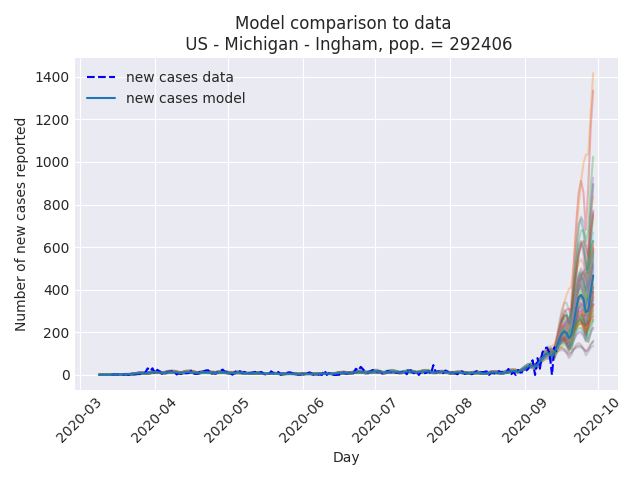 Model comparison to data
US - Michigan - Ingham, pop. = 292406
new cases data
new cases model
Number of new cases reported
1400
1200
1000
800
600
400
200
0
2020-03
2020-04
2020-05
2020-06
2020-07
2020-08
2020-09
2020-10
Day